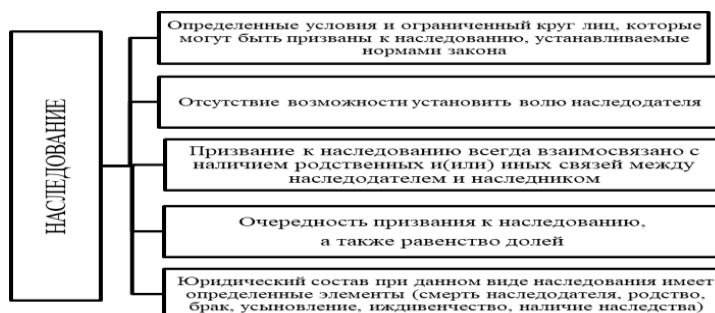 НАСЛЕДОВАНИЕ
Определенные условия и ограниченный круг лиц, которые
могут быть призваны к наследованию, устанавливаемые
нормами закона
Отсутствие возможности установить волю наследодателя
Призвание к наследованию всегда взаимосвязано с
наличием родственных и(или) иных связей между
наследодателем и наследником
Очередность призвания к наследованию,
а также равенство долей
Юридический состав при данном виде наследования имеет
определенные элементы (смерть наследодателя, родство,
брак, усыновление, иждивенчество, наличие наследства)